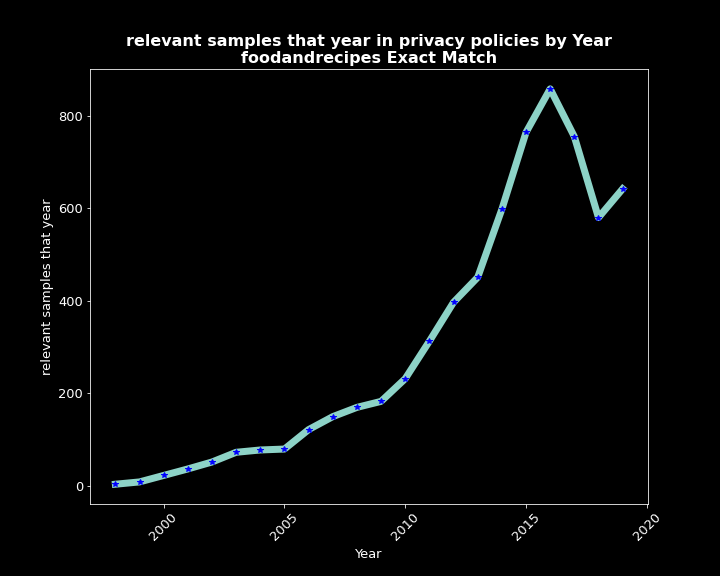 relevant samples that year in privacy policies by Year
foodandrecipes Exact Match
relevant samples that year
800
600
400
200
0
2000
2005
2010
2015
2020
Year